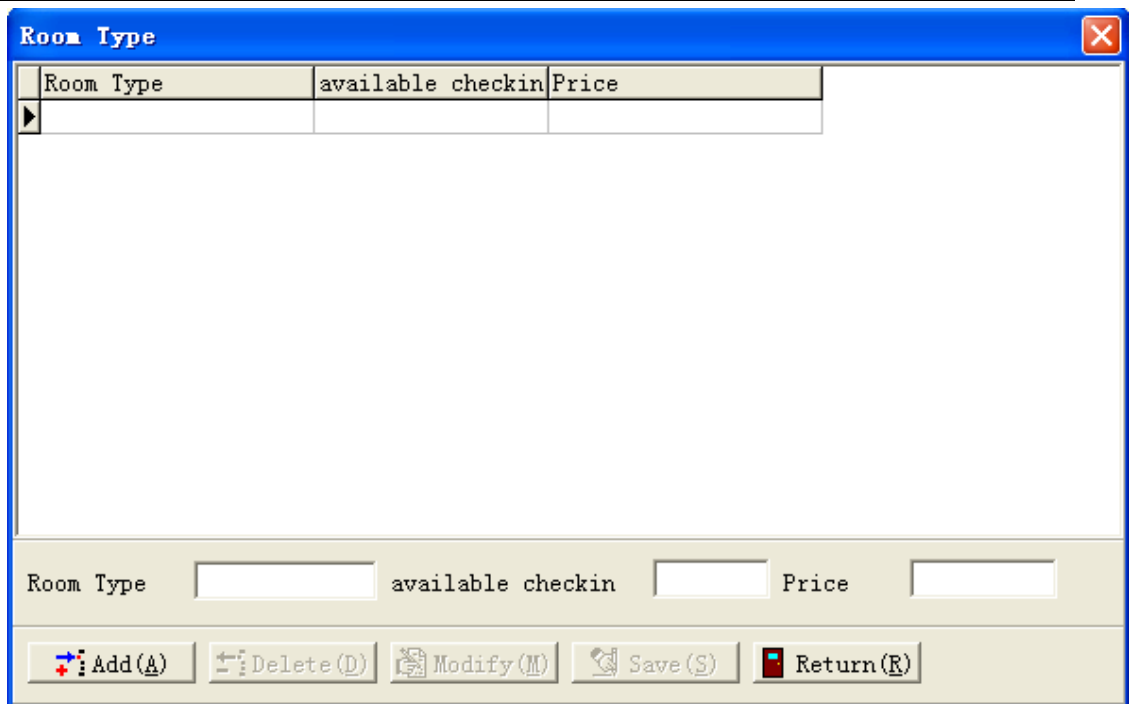 Room Type
Room Type available checkin Price
Room Type available checkin Price
Add(A) Delete(D) Modify(M) Save(S) Return(R)